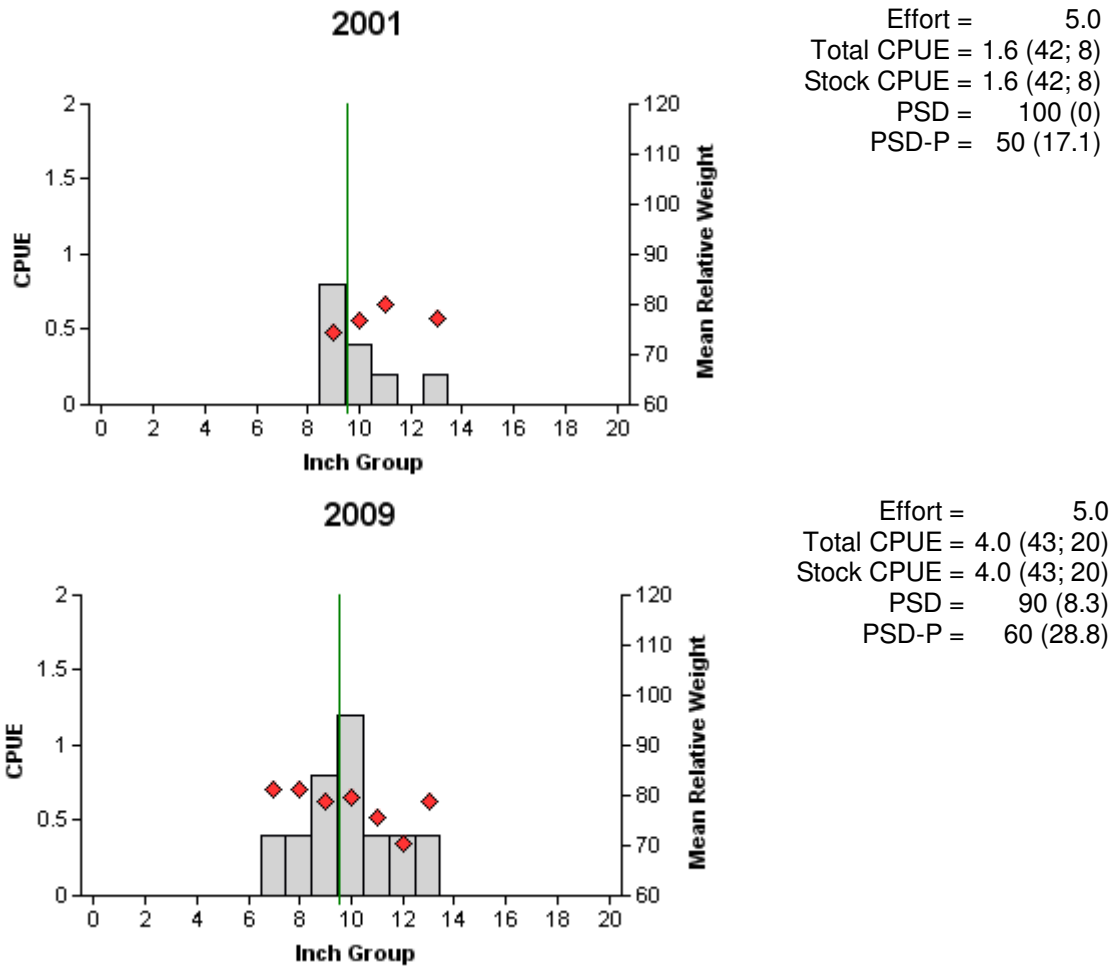 2001
Effort = 5.0
Total CPUE = 1.6 (42; 8)
Stock CPUE = 1.6 (42; 8)
PSD = 100 (0)
PSD-P = 50 (17.1)
2
1.5
1
0.5
0
CPUE
120
110
100
90
80
70
60
Mean Relative Weight
0 2 4 6 8 10 12 14 16 18 20
Inch Group
2009
Effort = 5.0
Total CPUE = 4.0 (43; 20)
Stock CPUE = 4.0 (43; 20)
PSD = 90 (8.3)
PSD-P = 60 (28.8)
2
1.5
1
0.5
0
CPUE
120
110
100
90
80
70
60
Mean Relative Weight
0 2 4 6 8 10 12 14 16 18 20
Inch Group